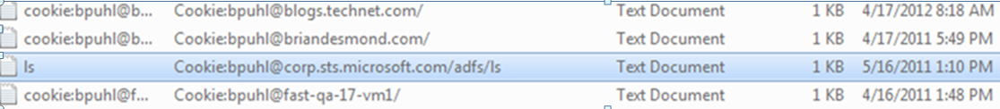 cookie:bpuhl@b... Cookie:bpuhl@blogs.technet.com/ Text Document 1 KB 4/17/2012 8:18 AM
cookie:bpuhl@b... Cookie:bpuhl@briandesmond.com/ Text Document 1 KB 4/17/2011 5:49 PM
ls Cookie:bpuhl@corp.sts.microsoft.com/adfs/ls Text Document 1 KB 5/16/2011 1:10 PM
cookie:bpuhl@f... Cookie:bpuhl@fast-qa-17-vm1/ Text Document 1 KB 4/16/2011 1:48 PM